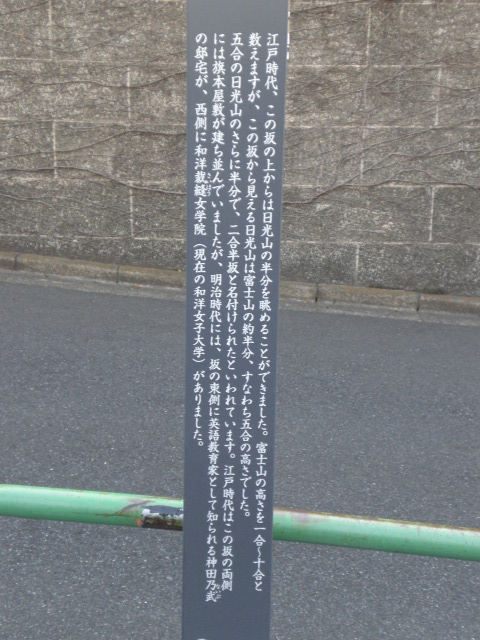 江戸時代、この坂の上からは日光山の半分を眺めることができました。富士山の高さを一合〜十合と
数えますが、この坂から見える日光山は富士山の約半分、すなわち五合の高さでした。
五合の日光山のさらに半分で、二合半坂と名付けられたといわれています。江戸時代はこの坂の両側
には旗本屋敷が建ち並んでいましたが、明治時代には、坂の東側に英語教育家として知られる神田乃武
の邸宅が、西側に和洋裁縫女学院（現在の和洋女子大学）がありました。